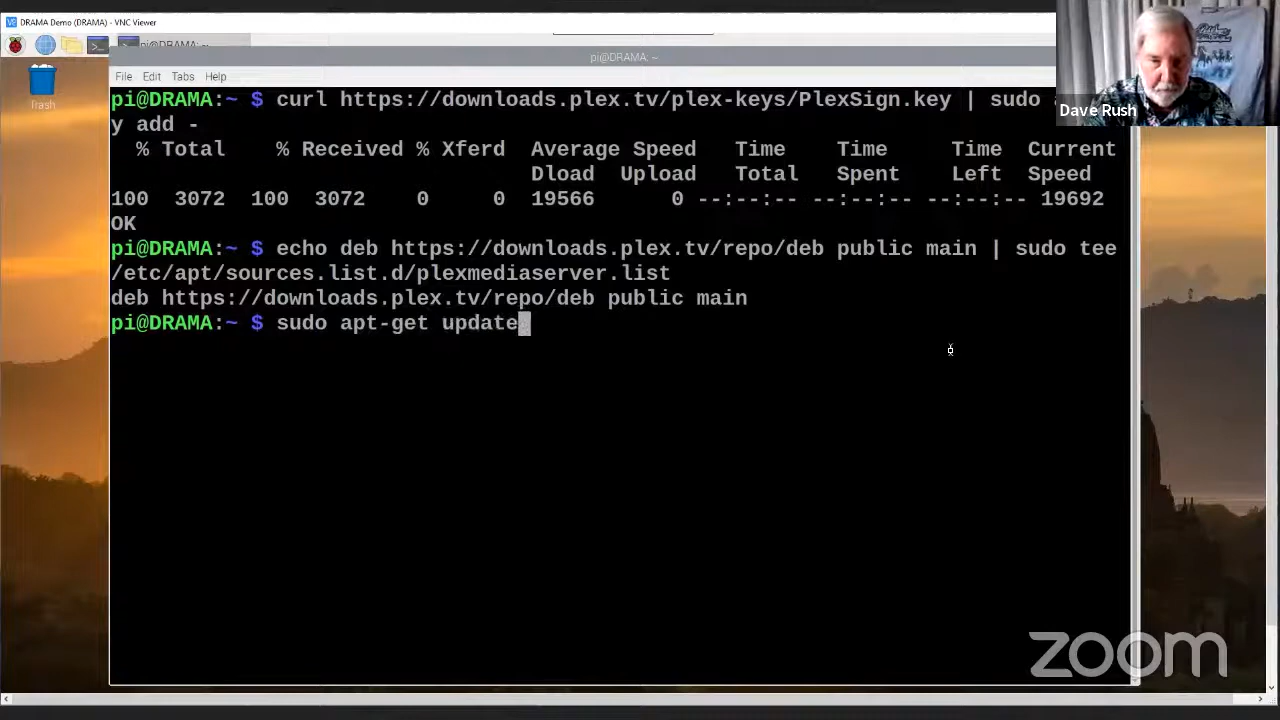 DRAMA Demo (DRAMA) - VNC Viewer
pi@DRAMA: ~
pi@DRAMA: ~
File Edit Tabs Help
Trash
Dave Rush
pi@DRAMA:~ $ curl https://downloads.plex.tv/plex-keys/PlexSign.key | sudo
y add -
% Total % Received % Xferd Average Speed Time Time Time Current
Dload Upload Total Spent Left Speed
100 3072 100 3072 0 0 19566 0 --:--:-- --:--:-- --:--:-- 19692
OK
pi@DRAMA:~ $ echo deb https://downloads.plex.tv/repo/deb public main | sudo tee
/etc/apt/sources.list.d/plexmediaserver.list
deb https://downloads.plex.tv/repo/deb public main
pi@DRAMA:~ $ sudo apt-get update
zoom